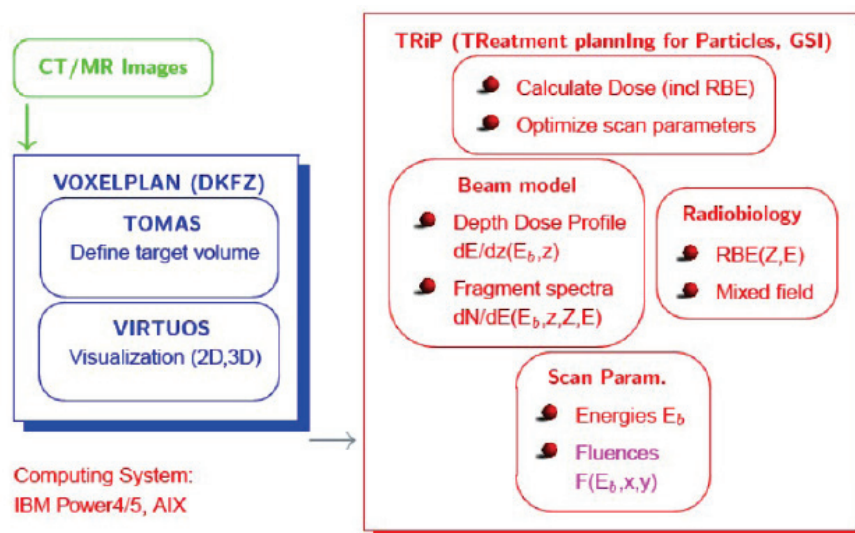 CT/MR Images
VOXELPLAN (DKFZ)
TOMAS
Define target volume
VIRTUOS
Visualization (2D,3D)
Computing System:
IBM Power4/5, AIX
TRiP (TReatment plannIng for Particles, GSI)
Calculate Dose (incl RBE)
Optimize scan parameters
Beam model
Depth Dose Profile
dE/dz(E_b,z)
Fragment spectra
dN/dE(E_b,z,Z,E)
Radiobiology
RBE(Z,E)
Mixed field
Scan Param.
Energies E_b
Fluences
F(E_b,x,y)